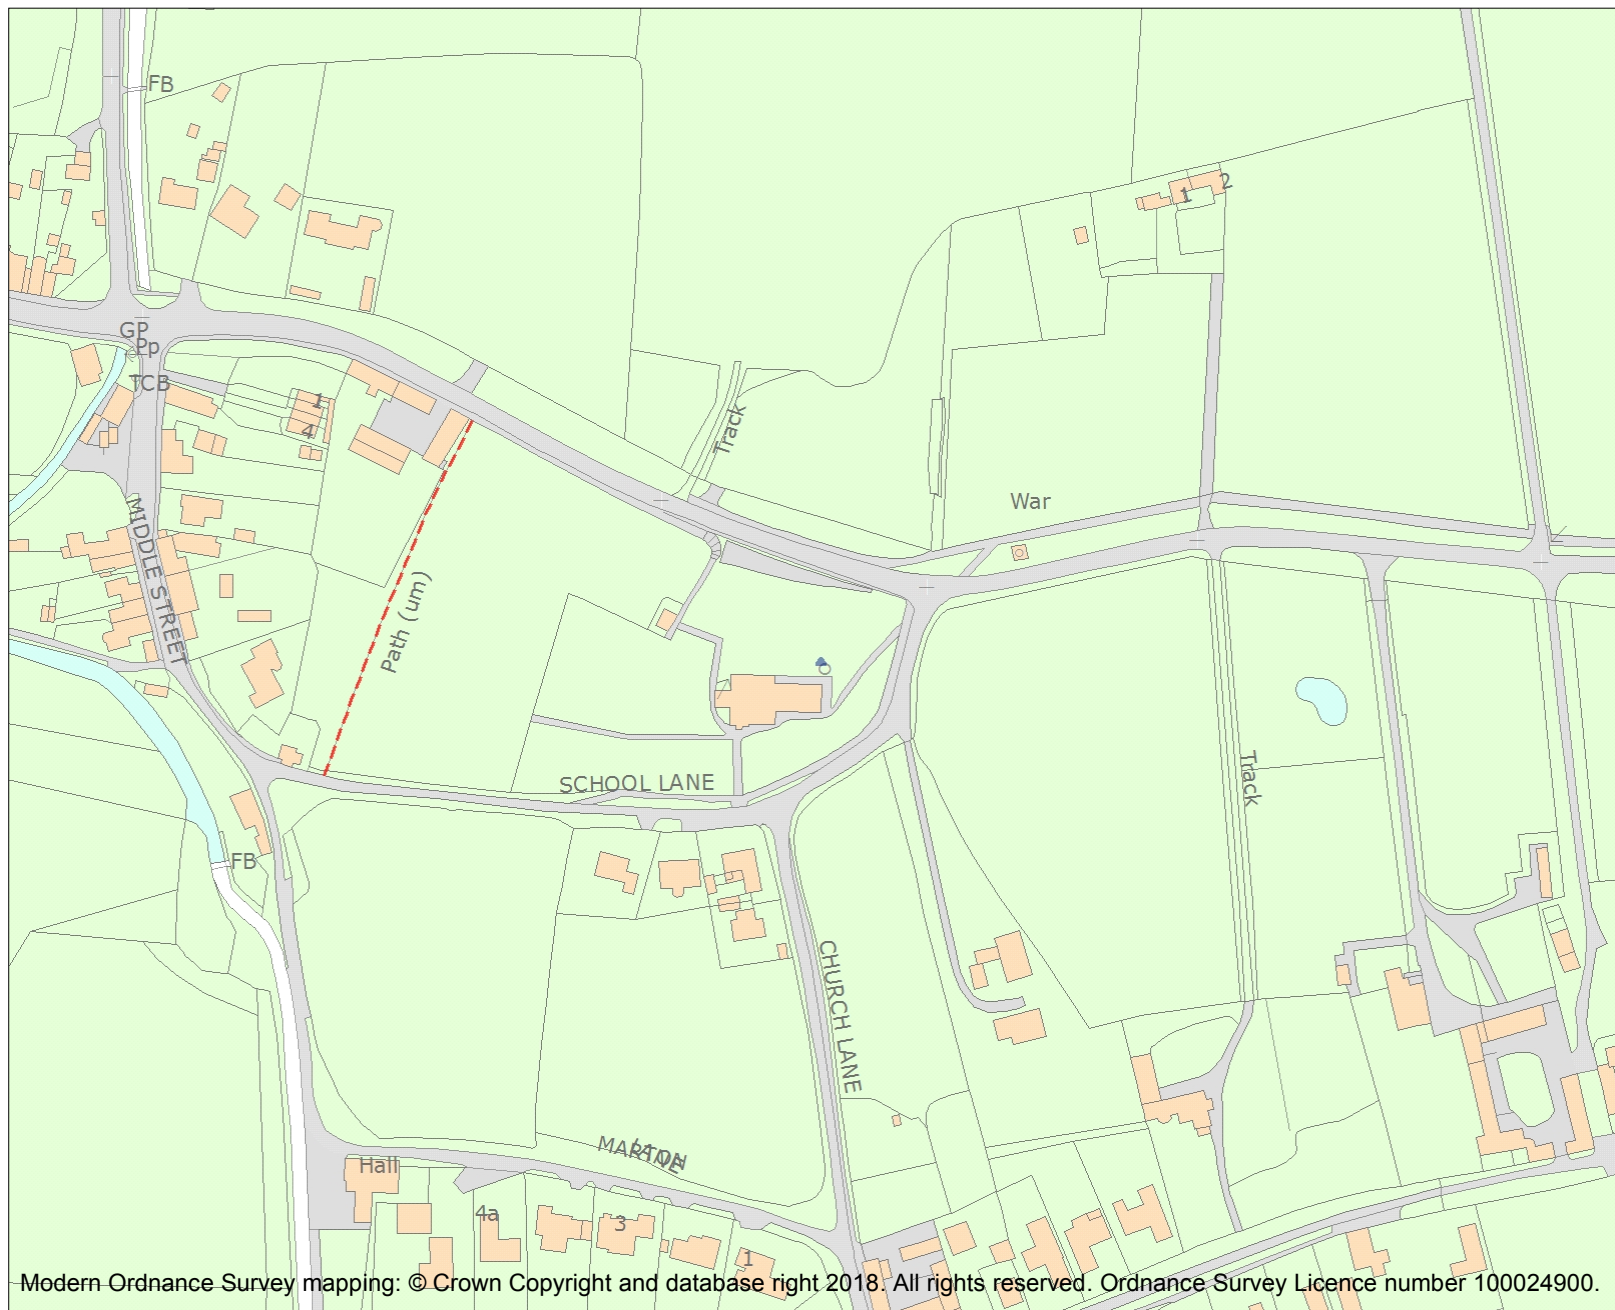 FB
2
1
GP
Pp
TCB
1
4
Track
War
MIDDLE STREET
Path (um)
SCHOOL LANE
Track
FB
CHURCH LANE
MARTON
LANE
Hall
4a
3
1
Modern Ordnance Survey mapping: © Crown Copyright and database right 2018. All rights reserved. Ordnance Survey Licence number 100024900.